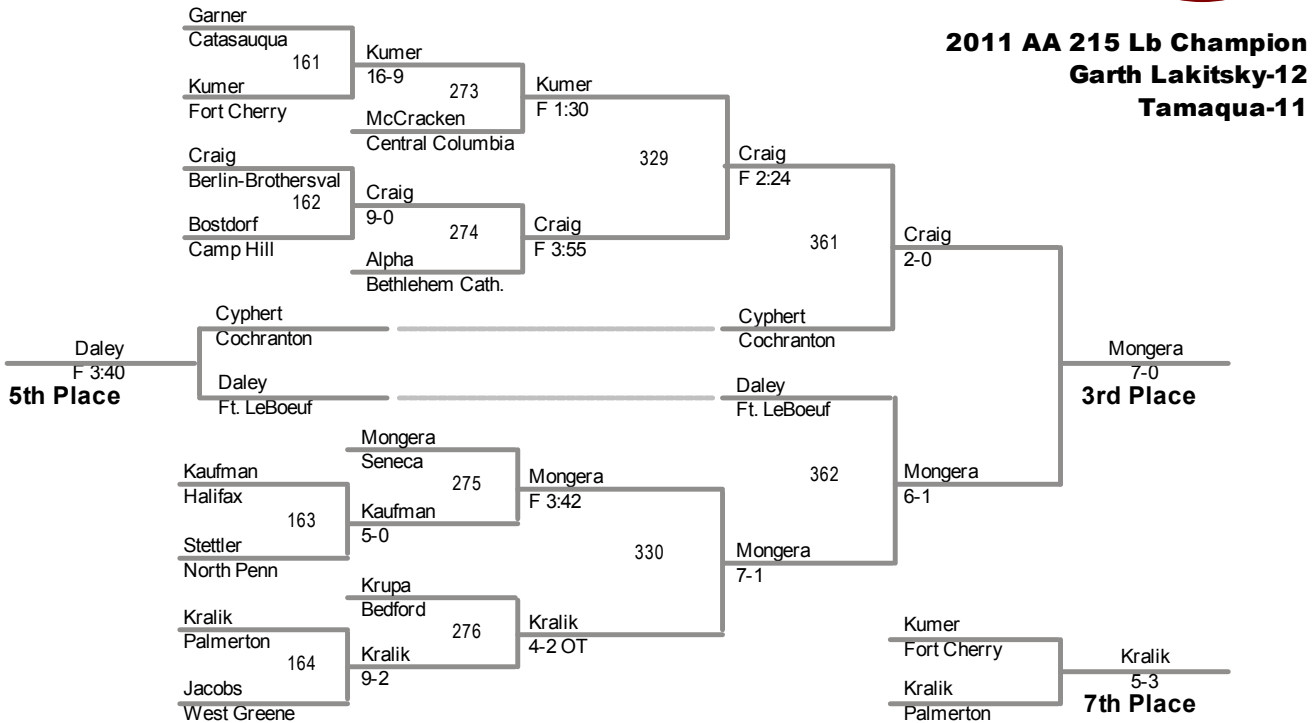 2011 AA 215 Lb Champion
Garth Lakitsky-12
Tamaqua-11
Garner
Catasauqua
161
Kumer
Fort Cherry
Kumer
16-9
273
McCracken
Central Columbia
Kumer
F 1:30
Craig
Berlin-Brothersval
162
Bostdorf
Camp Hill
Craig
9-0
274
Alpha
Bethlehem Cath.
Craig
F 3:55
329
Craig
F 2:24
361
Cyphert
Cochranton
Craig
2-0
Cyphert
Cochranton
Daley
F 3:40
5th Place
Daley
Ft. LeBoeuf
Daley
Ft. LeBoeuf
Mongera
7-0
3rd Place
Mongera
Seneca
275
Kaufman
Halifax
163
Stettler
North Penn
Kaufman
5-0
Mongera
F 3:42
330
362
Mongera
6-1
Mongera
7-1
Krupa
Bedford
276
Kralik
Palmerton
164
Jacobs
West Greene
Kralik
9-2
Kralik
4-2 OT
Kumer
Fort Cherry
Kralik
Palmerton
Kralik
5-3
7th Place